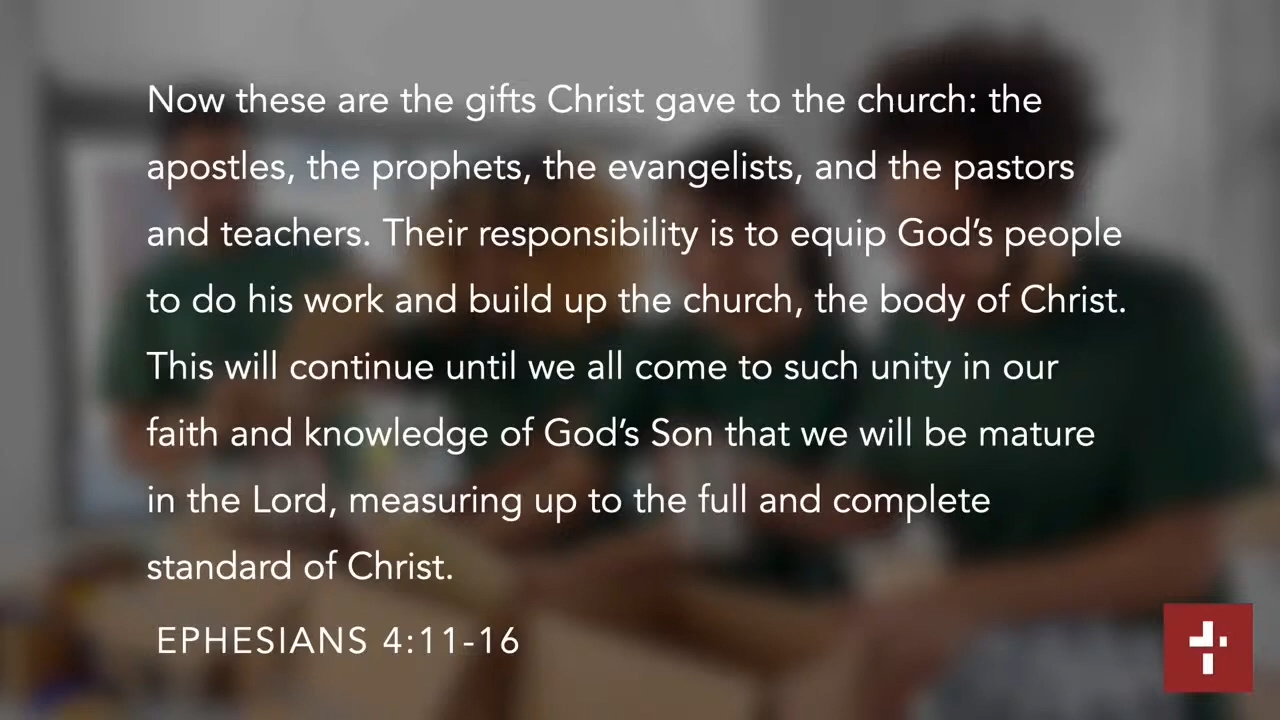 Now these are the gifts Christ gave to the church: the
apostles, the prophets, the evangelists, and the pastors
and teachers. Their responsibility is to equip God’s people
to do his work and build up the church, the body of Christ.
This will continue until we all come to such unity in our
faith and knowledge of God’s Son that we will be mature
in the Lord, measuring up to the full and complete
standard of Christ.
EPHESIANS 4:11-16